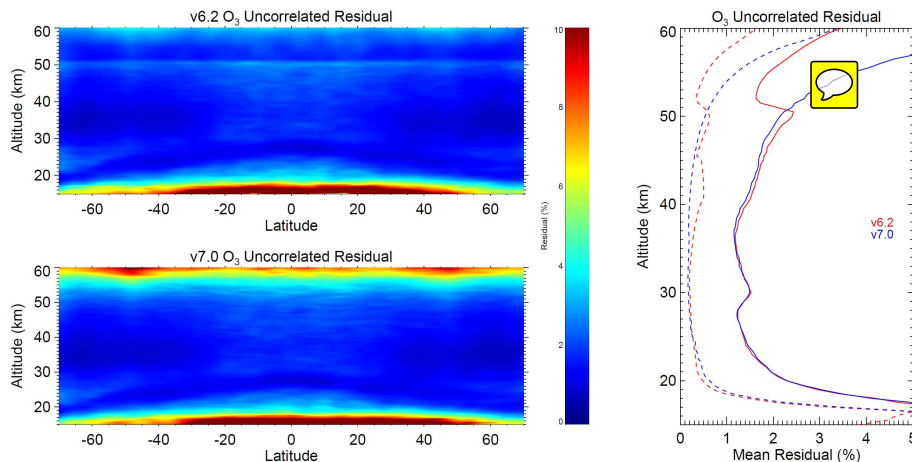 v6.2 O₃ Uncorrelated Residual
60
50
40
30
20
Altitude (km)
-60 -40 -20 0 20 40 60
Latitude
v7.0 O₃ Uncorrelated Residual
60
50
40
30
20
Altitude (km)
-60 -40 -20 0 20 40 60
Latitude
10
8
6
4
2
0
Residual (%)
O₃ Uncorrelated Residual
60
50
40
30
20
Altitude (km)
v6.2
v7.0
0 1 2 3 4 5
Mean Residual (%)